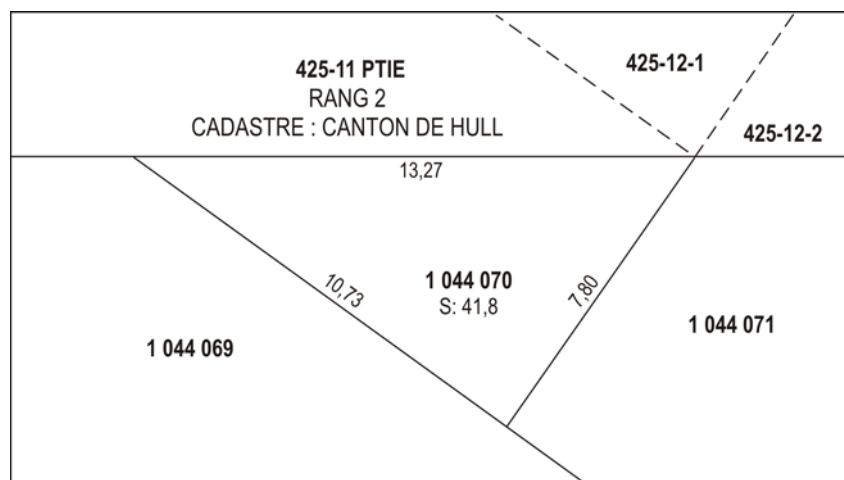 425-11 PTIE
RANG 2
CADASTRE : CANTON DE HULL
425-12-1
425-12-2
13,27
10,73
1 044 070
S: 41,8
7,80
1 044 069
1 044 071